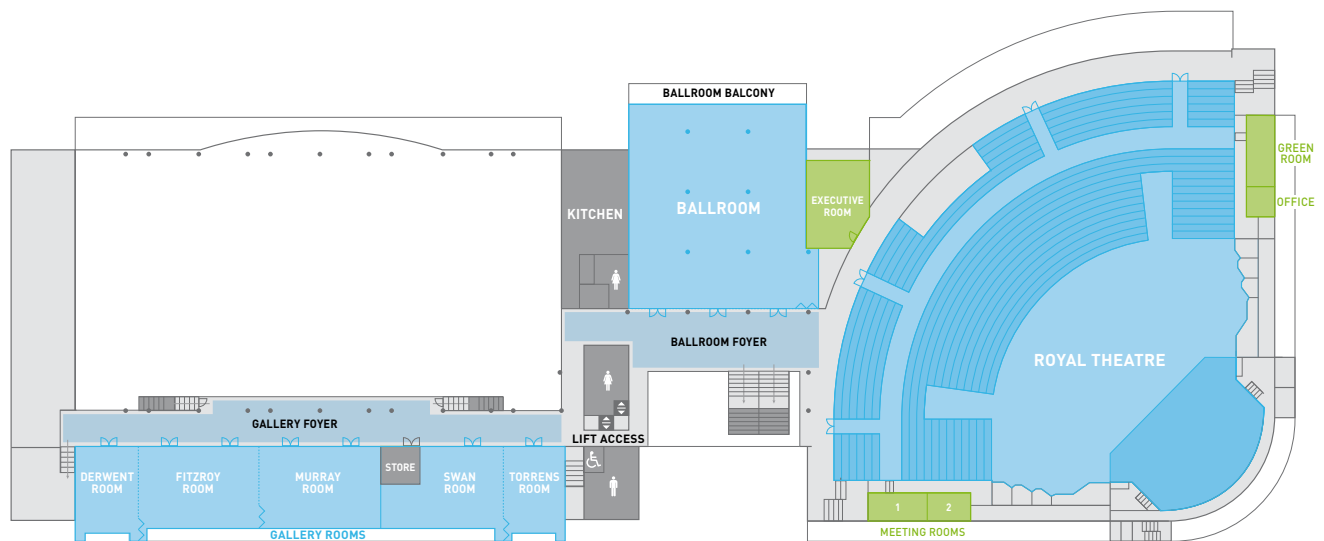 BALLROOM BALCONY
GREEN
ROOM
OFFICE
EXECUTIVE
ROOM
KITCHEN
BALLROOM
BALLROOM FOYER
ROYAL THEATRE
GALLERY FOYER
LIFT ACCESS
STORE
DERWENT
ROOM
FITZROY
ROOM
MURRAY
ROOM
SWAN
ROOM
TORRENS
ROOM
GALLERY ROOMS
1
2
MEETING ROOMS